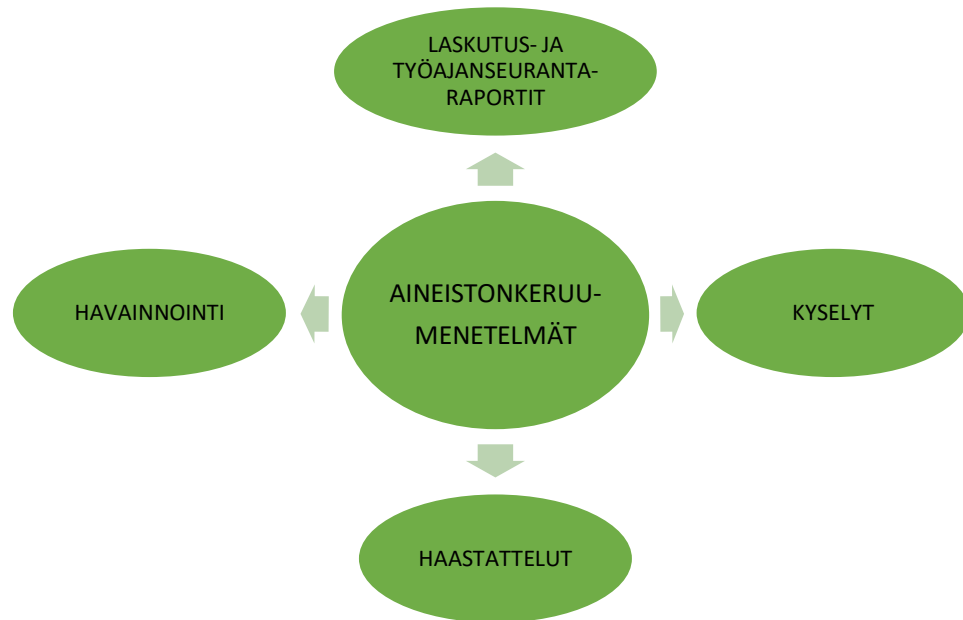 LASKUTUS- JA
TYÖAJANSEURANTA-
RAPORTIT
HAVAINNOINTI
AINEISTONKERUU-
MENETELMÄT
KYSELYT
HAASTATTELUT